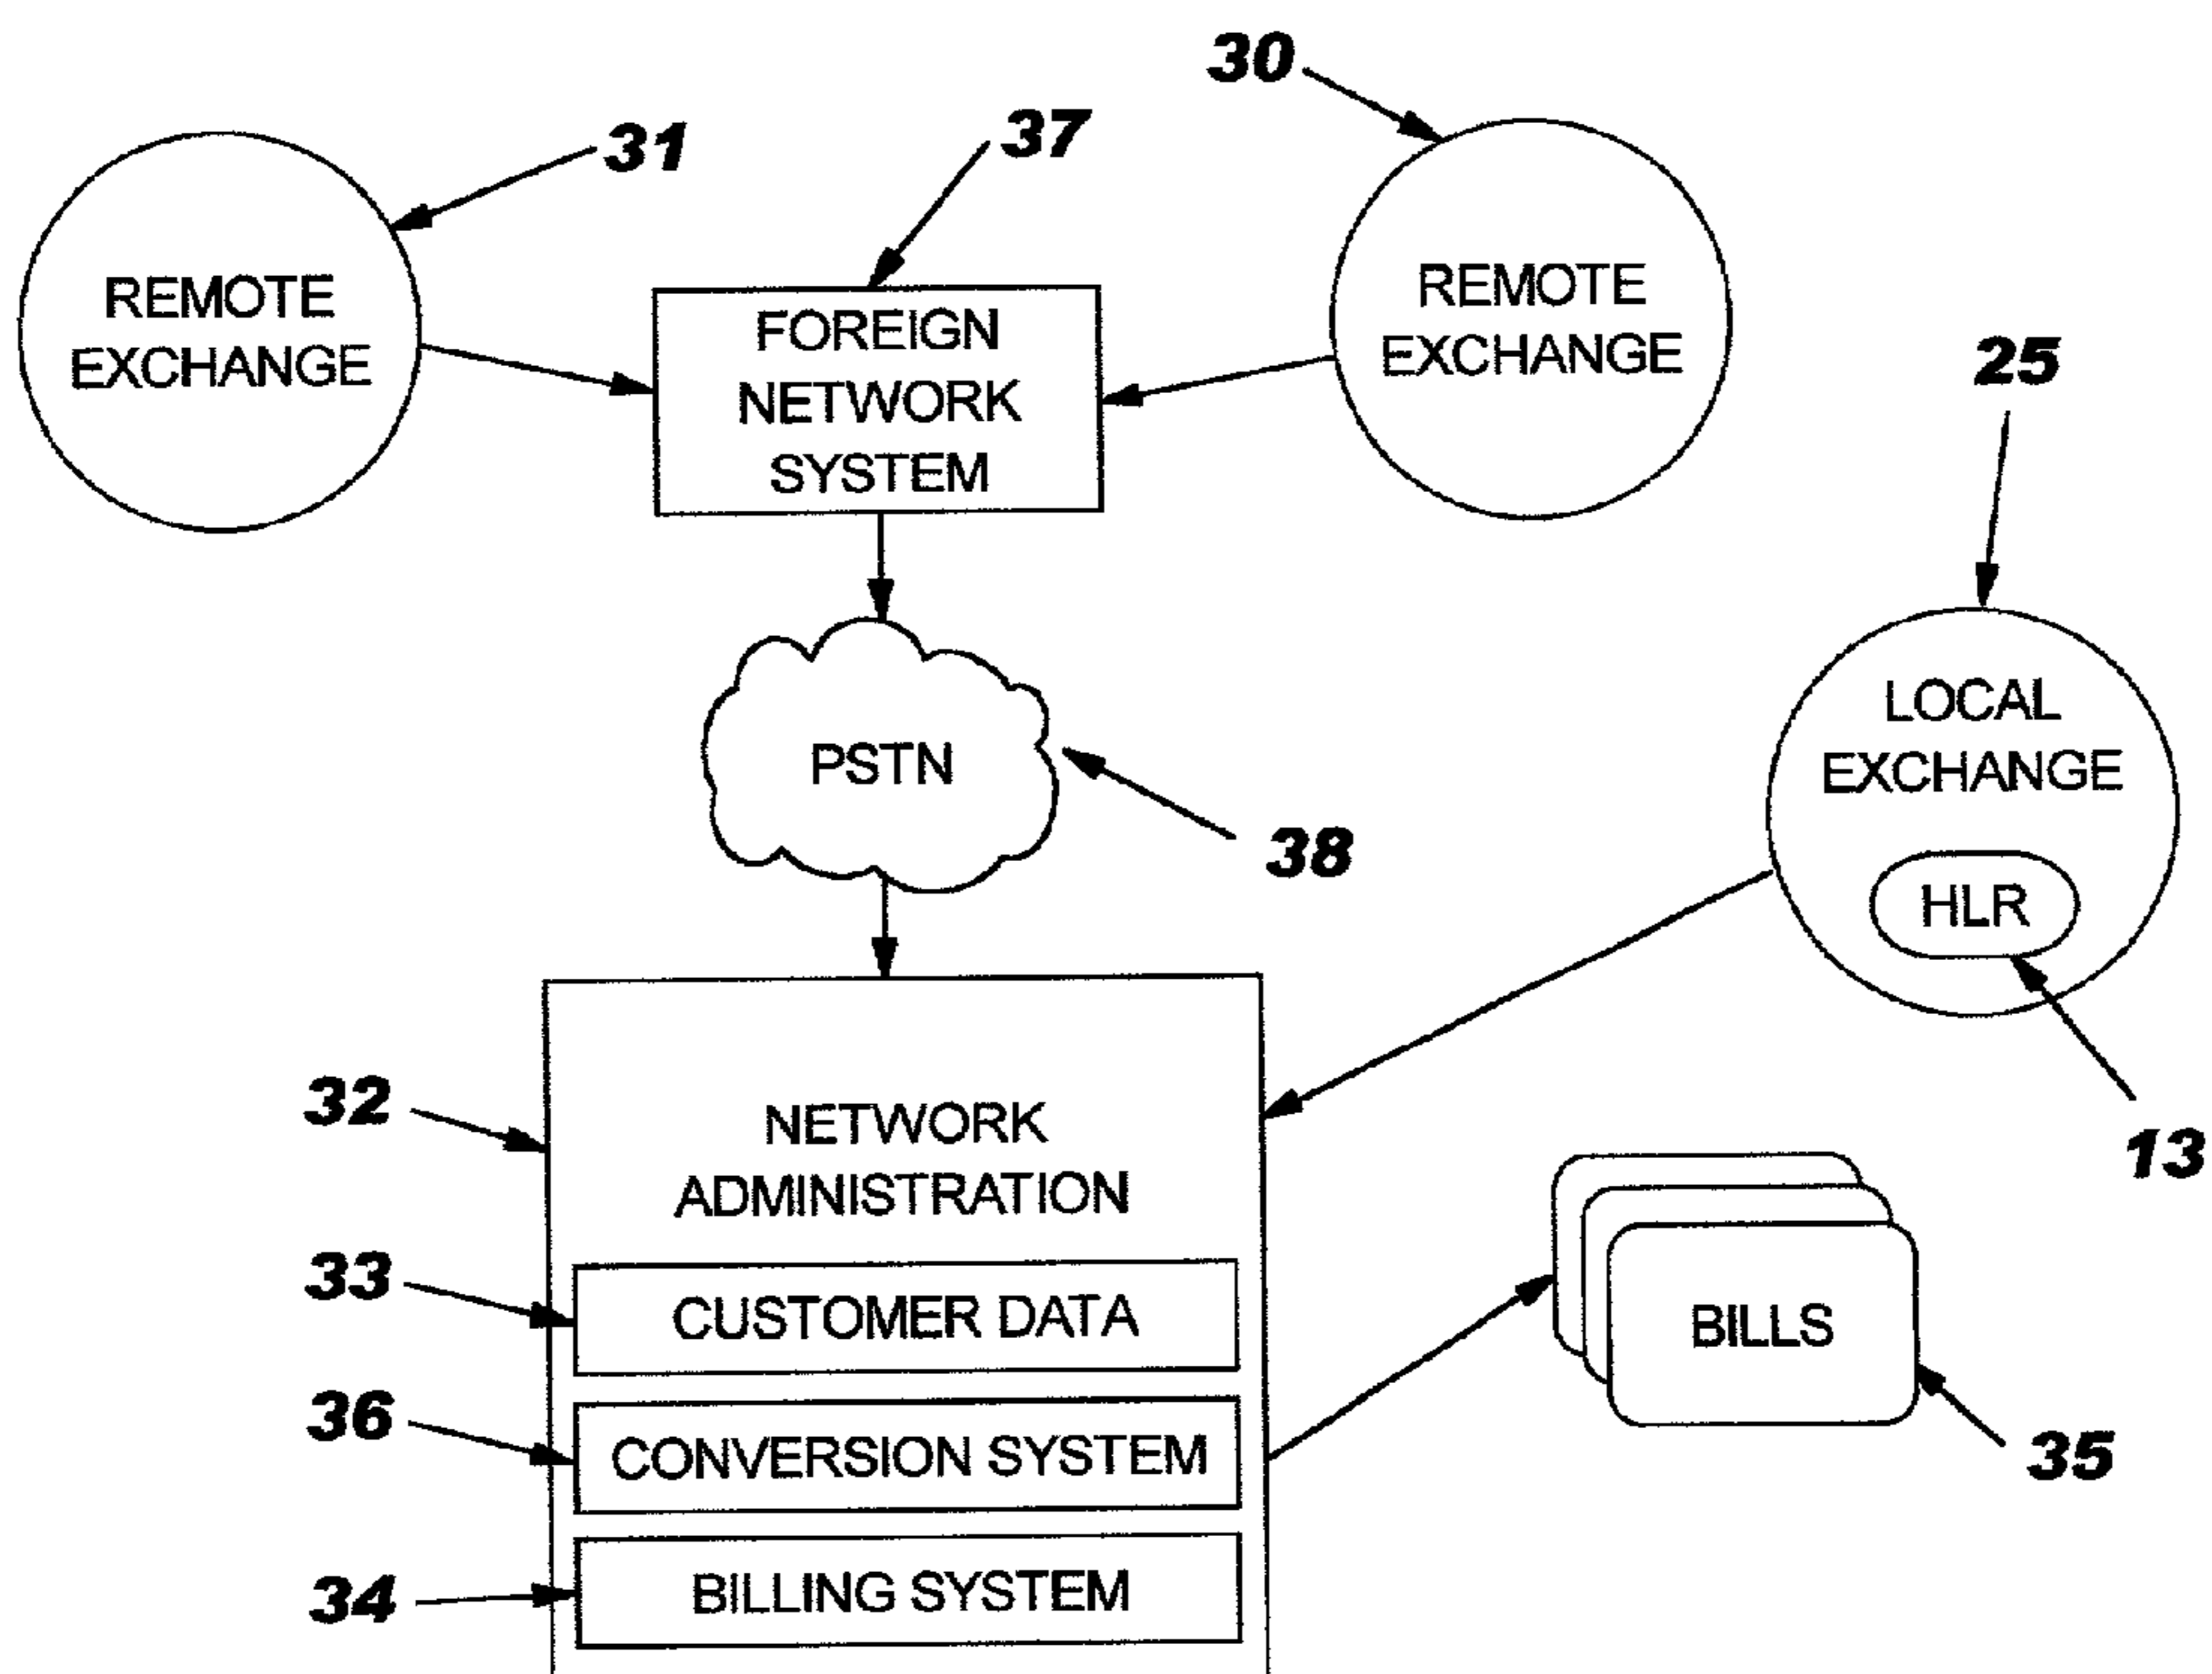 30
37
31
REMOTE
EXCHANGE
FOREIGN
NETWORK
SYSTEM
REMOTE
EXCHANGE
25
PSTN
38
LOCAL
EXCHANGE
HLR
13
32
NETWORK
ADMINISTRATION
33
CUSTOMER DATA
36
CONVERSION SYSTEM
34
BILLING SYSTEM
BILLS
35